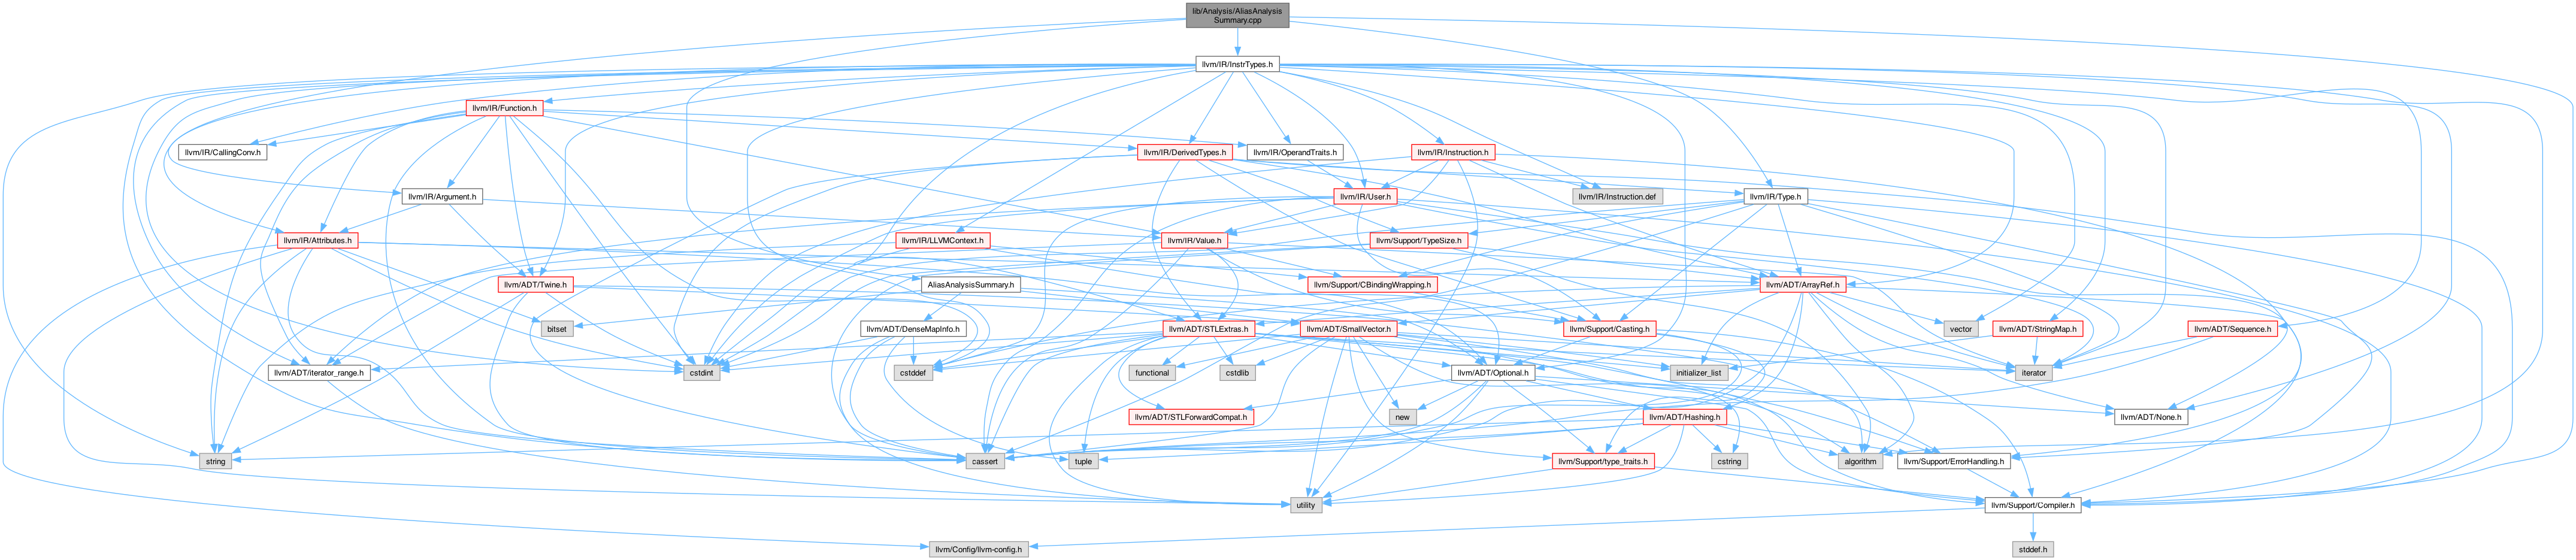 lib/Analysis/AliasAnalysis
Summary.cpp
llvm/IR/InstrTypes.h
llvm/IR/Function.h
llvm/IR/CallingConv.h
llvm/IR/DerivedTypes.h
llvm/IR/OperandTraits.h
llvm/IR/Instruction.h
llvm/IR/Argument.h
llvm/IR/User.h
llvm/IR/Instruction.def
llvm/IR/Type.h
llvm/IR/Attributes.h
llvm/IR/LLVMContext.h
llvm/IR/Value.h
llvm/Support/TypeSize.h
llvm/ADT/Twine.h
AliasAnalysisSummary.h
llvm/Support/CBindingWrapping.h
llvm/ADT/ArrayRef.h
bitset
llvm/ADT/DenseMapInfo.h
llvm/ADT/STLExtras.h
llvm/ADT/SmallVector.h
llvm/Support/Casting.h
vector
llvm/ADT/StringMap.h
llvm/ADT/Sequence.h
llvm/ADT/iterator_range.h
cstdint
cstddef
functional
cstdlib
llvm/ADT/Optional.h
initializer_list
iterator
llvm/ADT/STLForwardCompat.h
new
llvm/ADT/Hashing.h
llvm/ADT/None.h
string
cassert
tuple
llvm/Support/type_traits.h
cstring
algorithm
llvm/Support/ErrorHandling.h
utility
llvm/Support/Compiler.h
llvm/Config/llvm-config.h
stddef.h